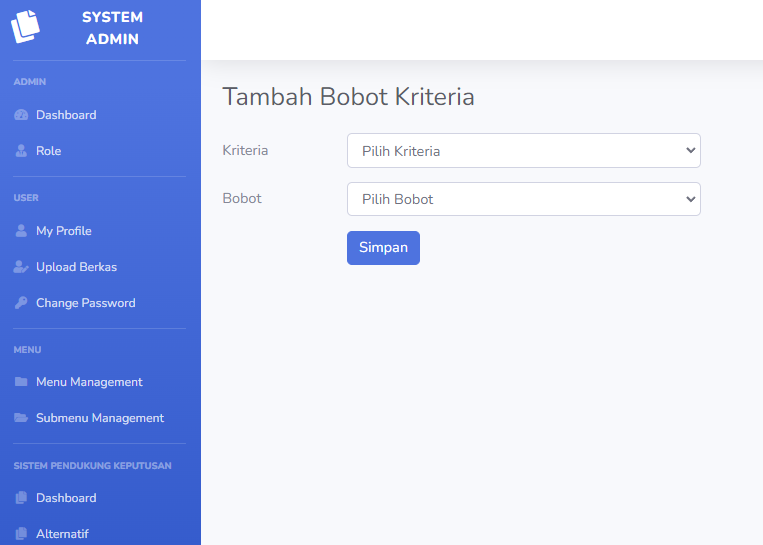 SYSTEM
ADMIN
ADMIN
Dashboard
Role
USER
My Profile
Upload Berkas
Change Password
MENU
Menu Management
Submenu Management
SISTEM PENDUKUNG KEPUTUSAN
Dashboard
Alternatif
Tambah Bobot Kriteria
Kriteria
Pilih Kriteria
Bobot
Pilih Bobot
Simpan